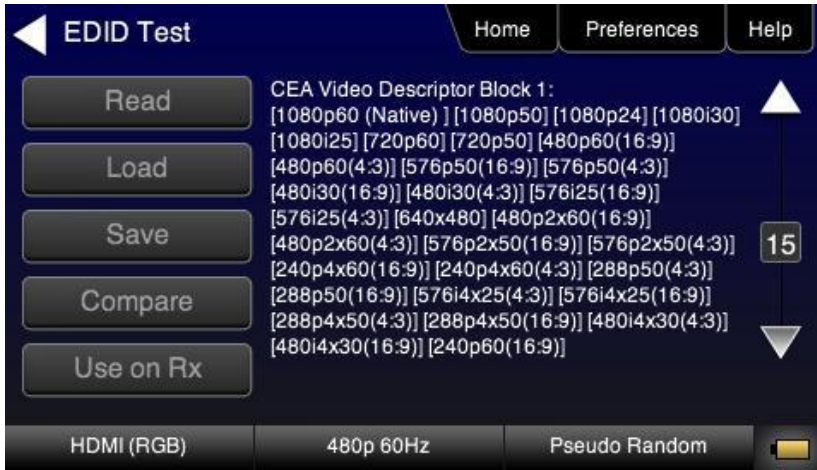 EDID Test
Home
Preferences
Help
Read
Load
Save
Compare
Use on Rx
CEA Video Descriptor Block 1:
[1080p60 (Native) ] [1080p50] [1080p24] [1080i30]
[1080i25] [720p60] [720p50] [480p60(16:9)]
[480p60(4:3)] [576p50(16:9)] [576p50(4:3)]
[480i30(16:9)] [480i30(4:3)] [576i25(16:9)]
[576i25(4:3)] [640x480] [480p2x60(16:9)]
[480p2x60(4:3)] [576p2x50(16:9)] [576p2x50(4:3)]
[240p4x60(16:9)] [240p4x60(4:3)] [288p50(4:3)]
[288p50(16:9)] [576i4x25(4:3)] [576i4x25(16:9)]
[288p4x50(4:3)] [288p4x50(16:9)] [480i4x30(4:3)]
[480i4x30(16:9)] [240p60(16:9)]
15
HDMI (RGB)
480p 60Hz
Pseudo Random